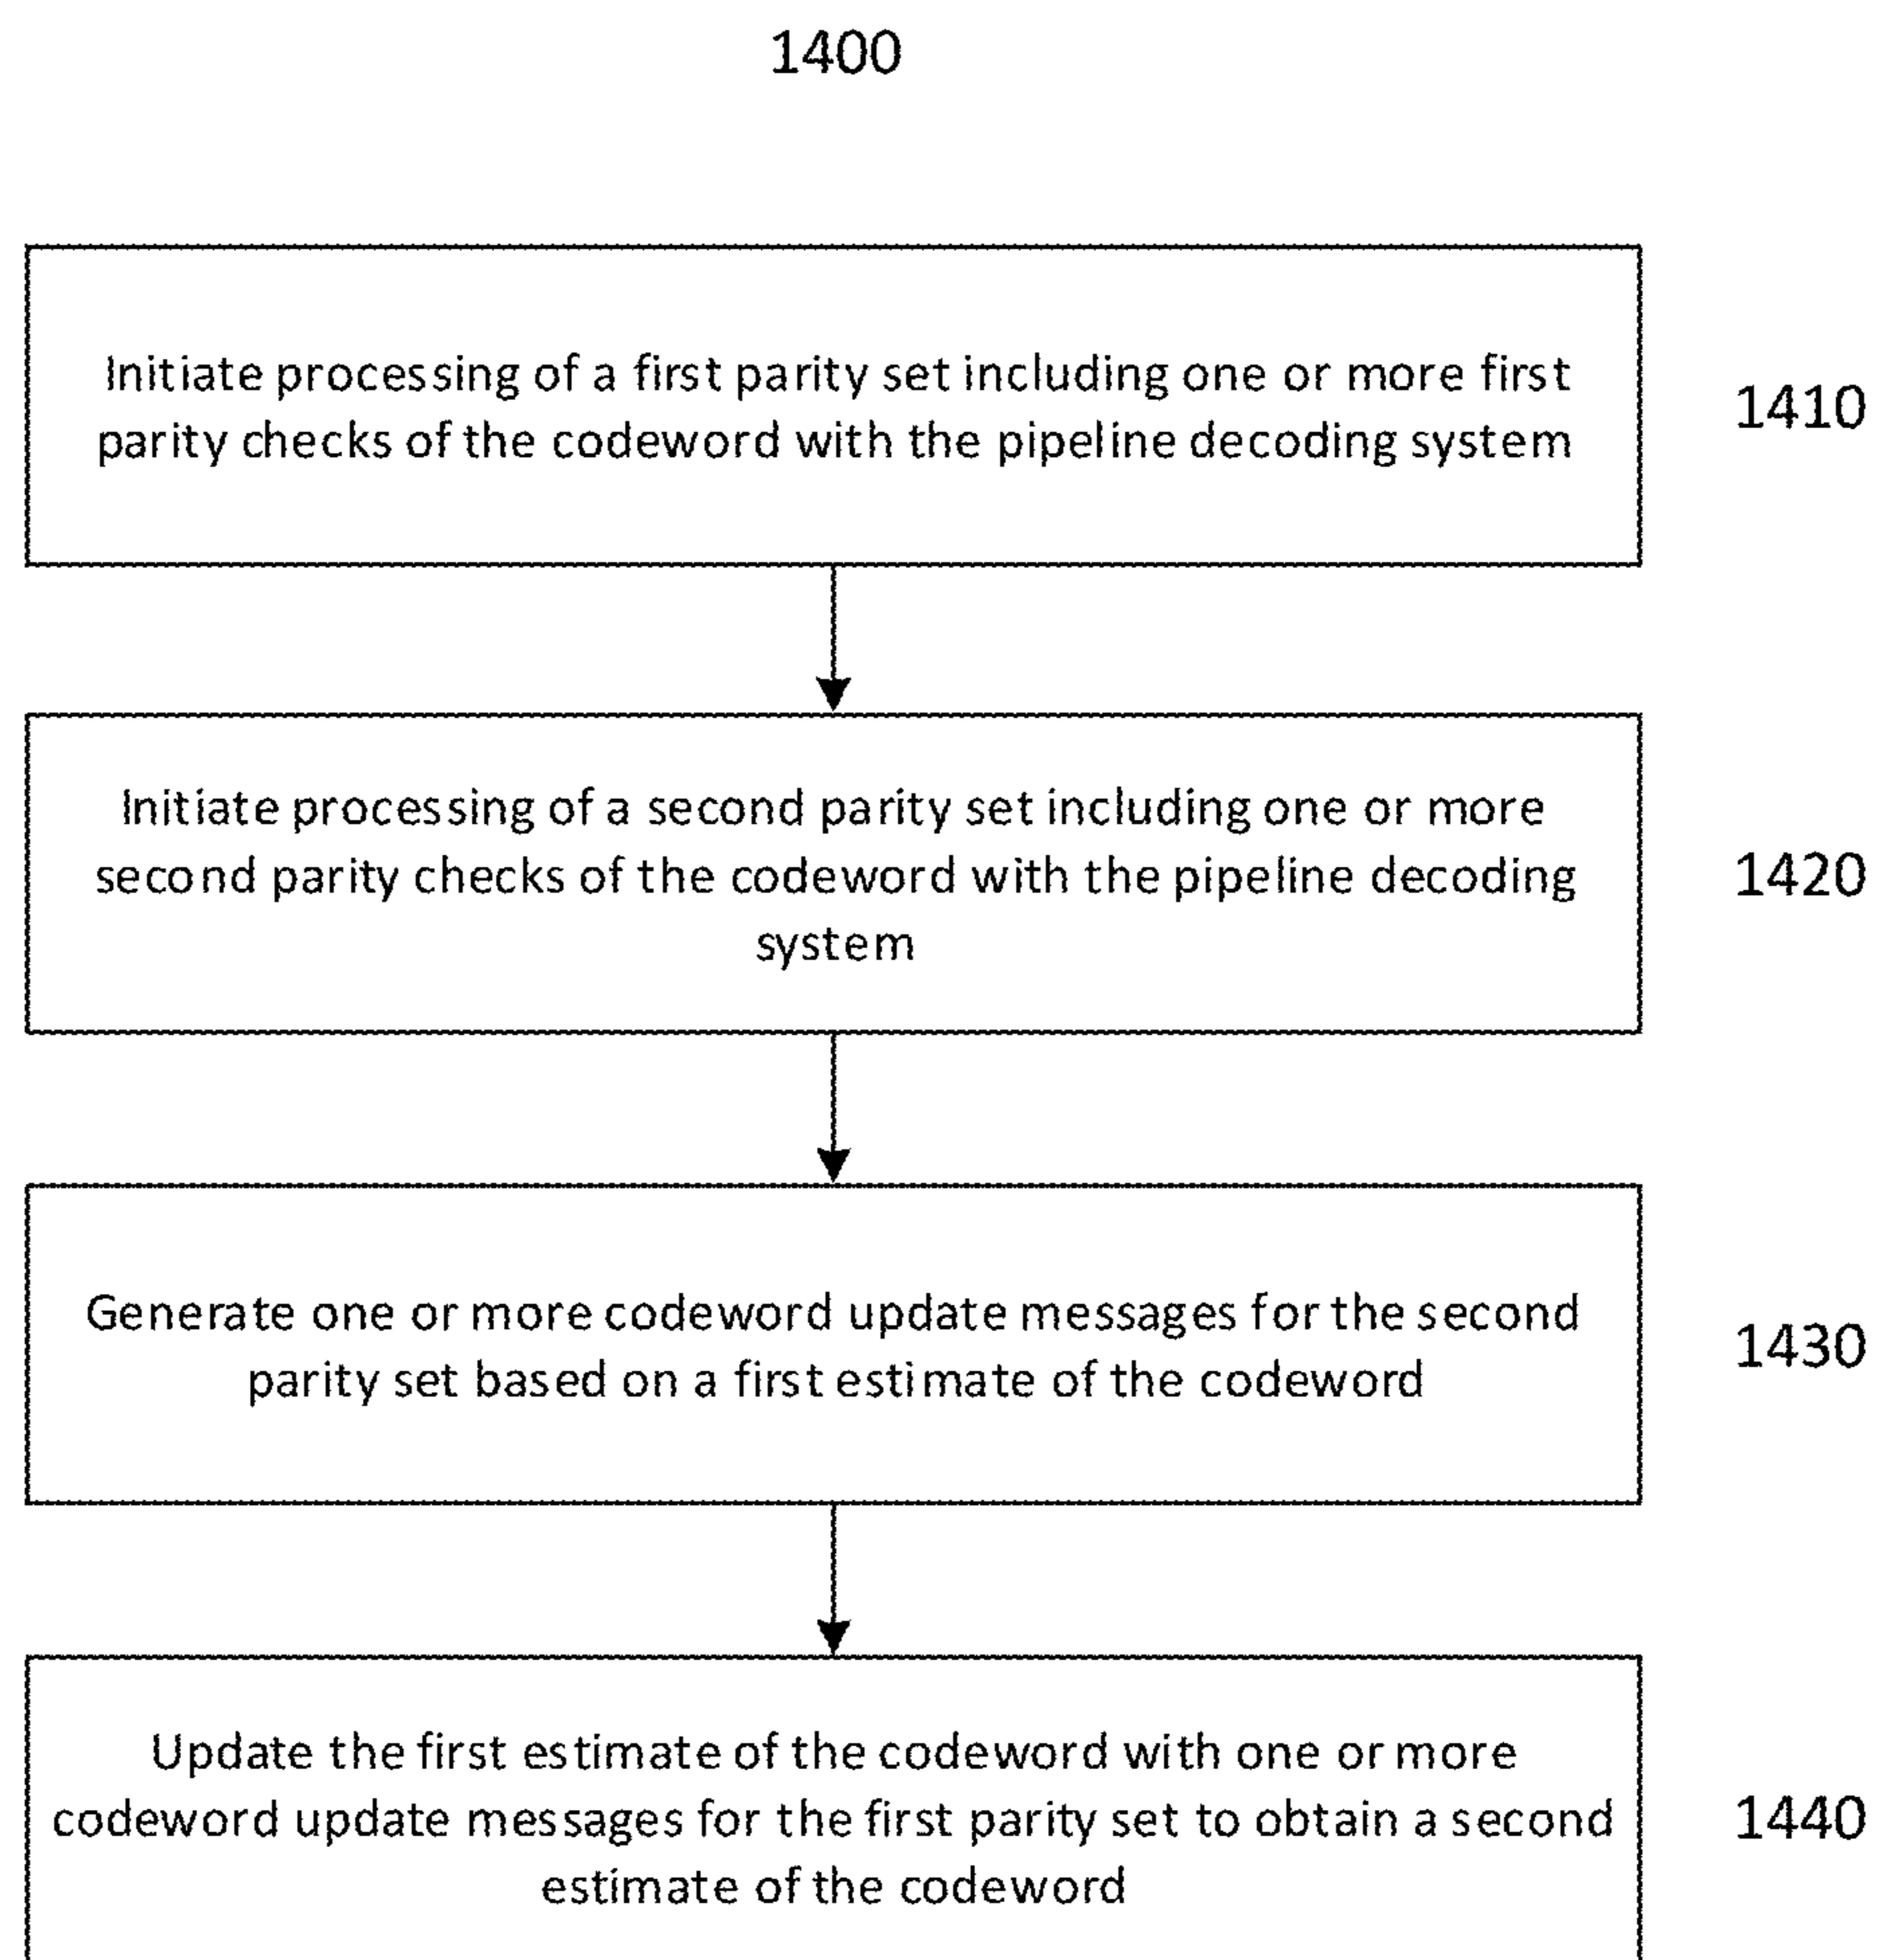 1400
Initiate processing of a first parity set including one or more first
parity checks of the codeword with the pipeline decoding system
1410
Initiate processing of a second parity set including one or more
second parity checks of the codeword with the pipeline decoding
system
1420
Generate one or more codeword update messages for the second
parity set based on a first estimate of the codeword
1430
Update the first estimate of the codeword with one or more
codeword update messages for the first parity set to obtain a second
estimate of the codeword
1440